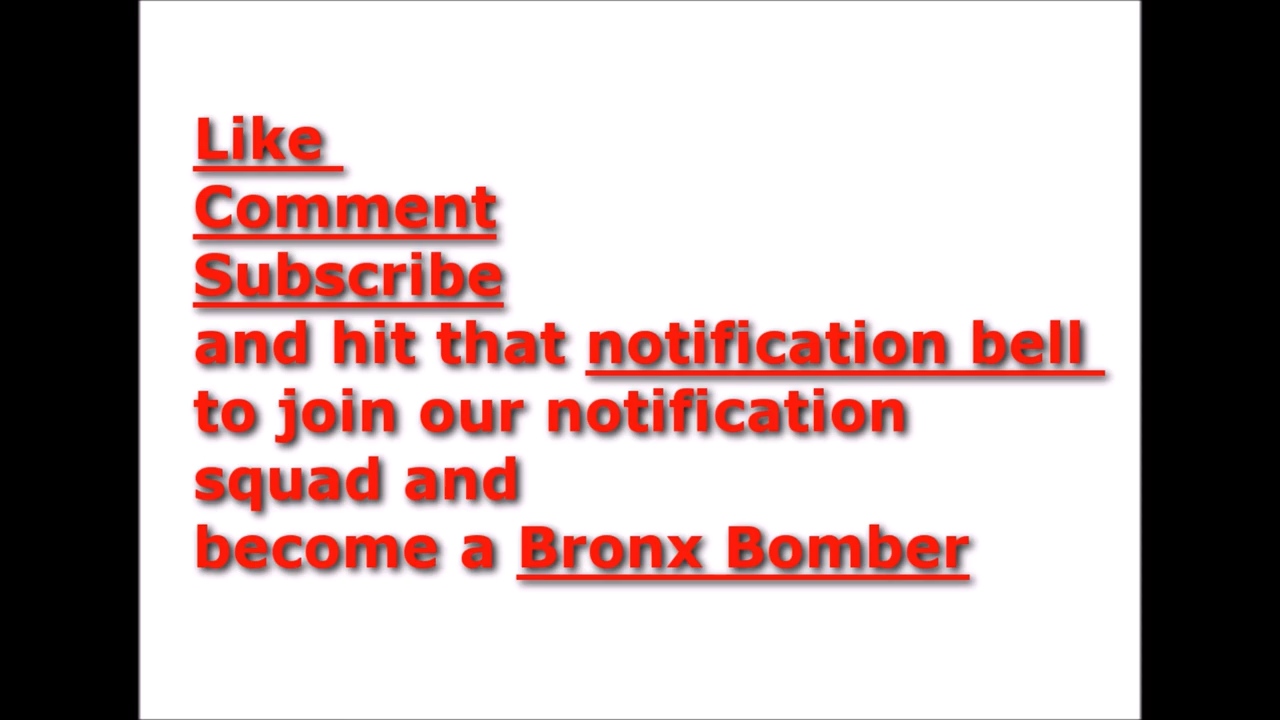 Like
Comment
Subscribe
and hit that notification bell
to join our notification
squad and
become a Bronx Bomber